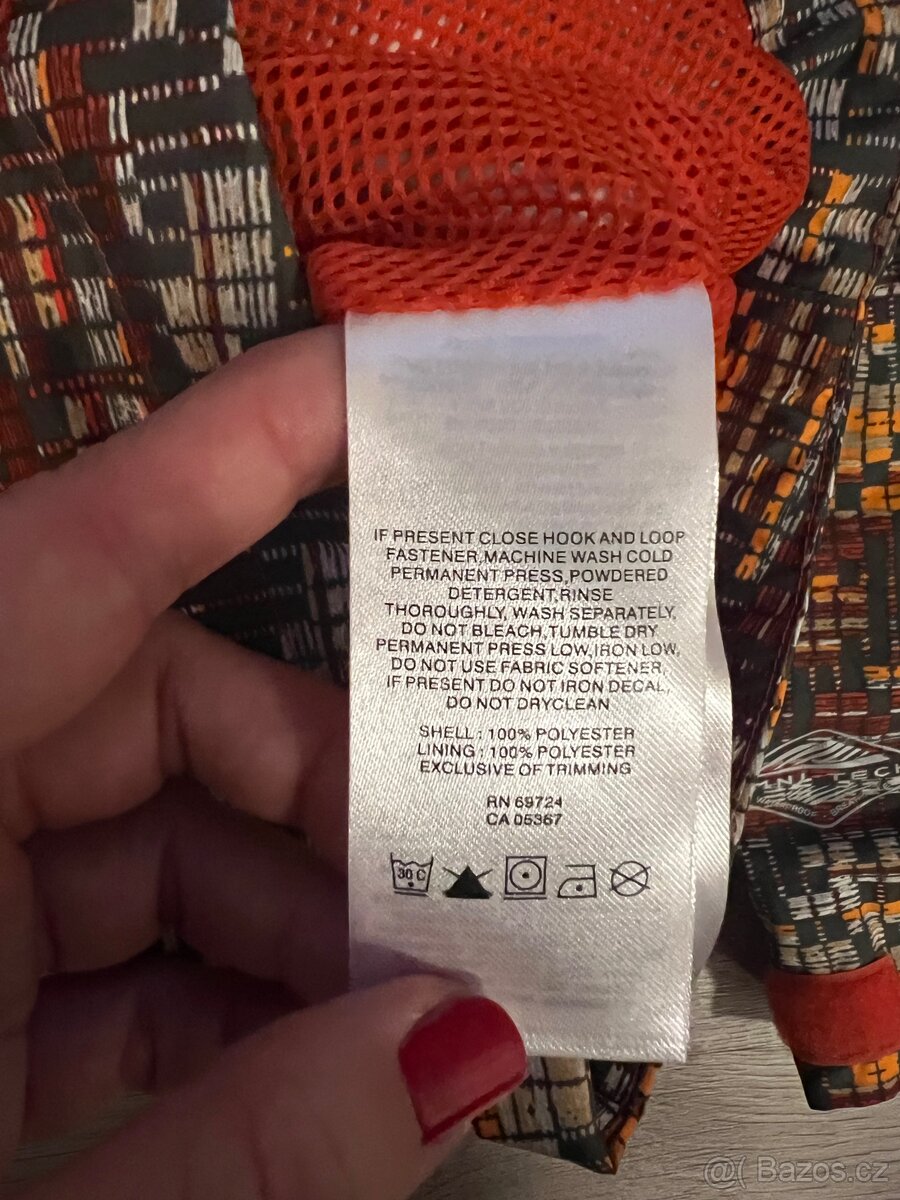 IF PRESENT CLOSE HOOK AND LOOP
FASTENER,MACHINE WASH COLD
PERMANENT PRESS,POWDERED
DETERGENT,RINSE
THOROUGHLY, WASH SEPARATELY,
DO NOT BLEACH,TUMBLE DRY
PERMANENT PRESS LOW,IRON LOW,
DO NOT USE FABRIC SOFTENER,
IF PRESENT DO NOT IRON DECAL,
DO NOT DRYCLEAN
SHELL : 100% POLYESTER
LINING : 100% POLYESTER
EXCLUSIVE OF TRIMMING
RN 69724
CA 05367
30 C
TECH
WATERPROOF
Bazos.cz